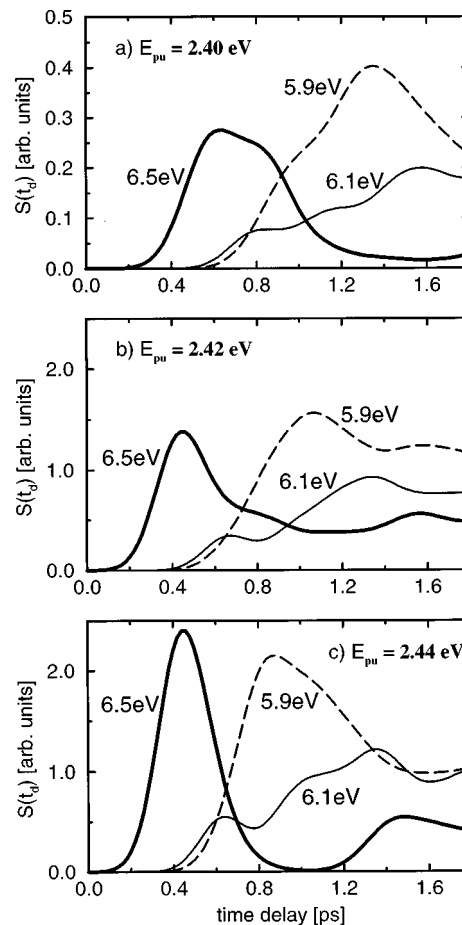 0.5
a) E_pu = 2.40 eV
0.4
5.9eV
0.3
6.5eV
0.2
6.1eV
0.1
0.0
S(t_d) [arb. units]
0.0 0.4 0.8 1.2 1.6
b) E_pu = 2.42 eV
2.0
5.9eV
6.5eV
1.0
6.1eV
0.0
S(t_d) [arb. units]
0.0 0.4 0.8 1.2 1.6
c) E_pu = 2.44 eV
2.0
6.5eV
5.9eV
1.0
6.1eV
0.0
S(t_d) [arb. units]
0.0 0.4 0.8 1.2 1.6
time delay [ps]